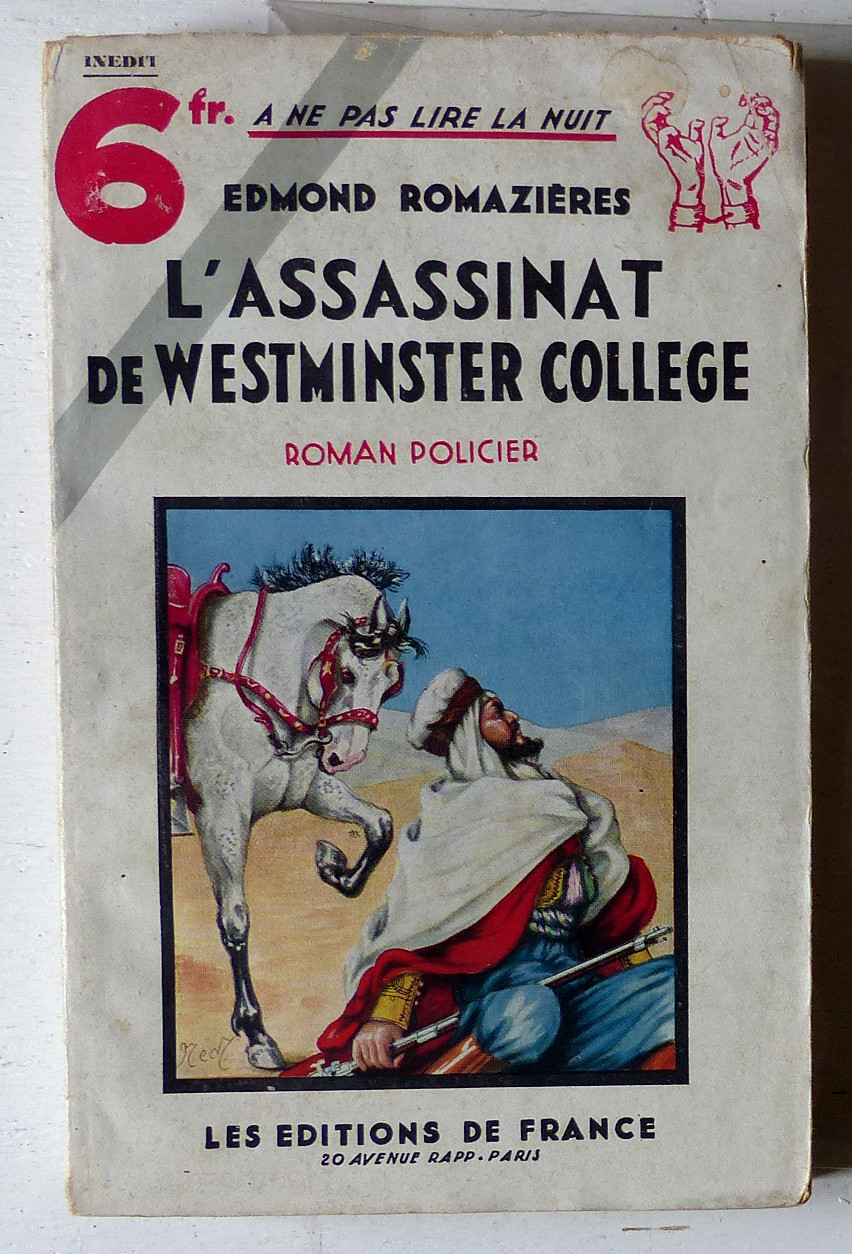 INEDIT
6 fr. A NE PAS LIRE LA NUIT
EDMOND ROMAZIÈRES
L'ASSASSINAT
DE WESTMINSTER COLLEGE
ROMAN POLICIER
LES EDITIONS DE FRANCE
20 AVENUE RAPP - PARIS